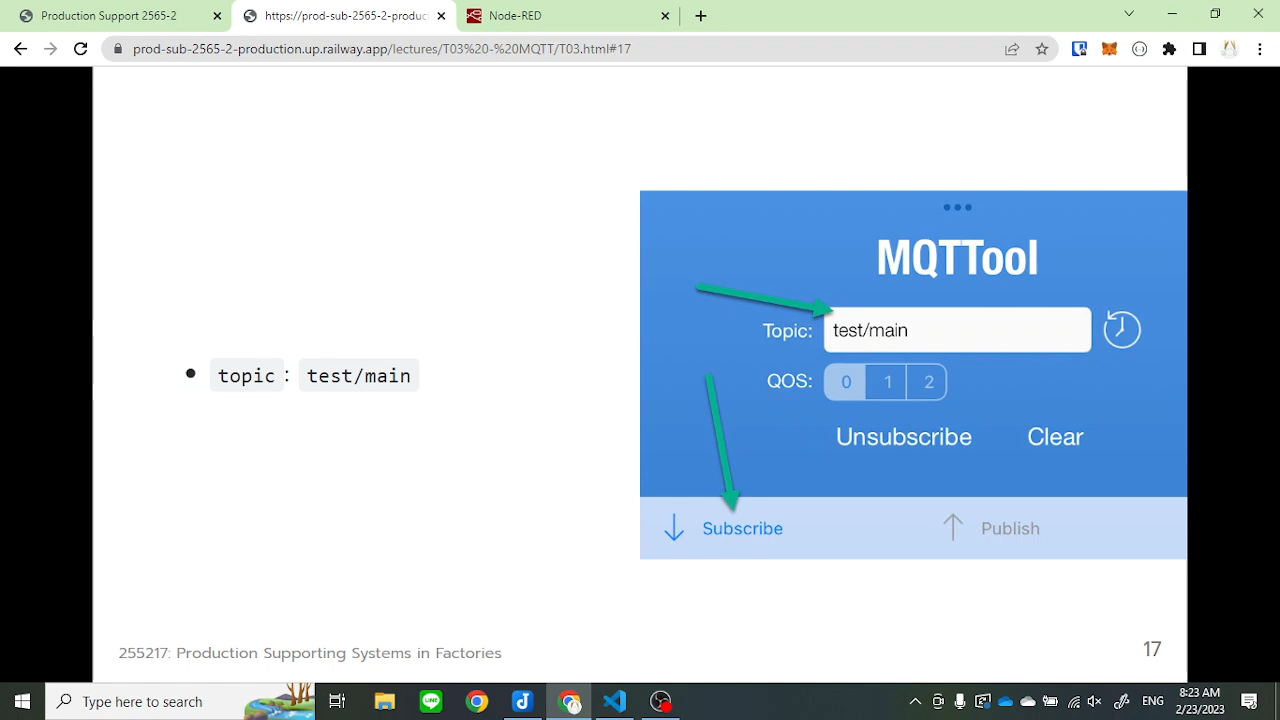 Production Support 2565-2
https://prod-sub-2565-2-produc
Node-RED
prod-sub-2565-2-production.up.railway.app/lectures/T03%20-%20MQTT/T03.html#17
MQTTool
Topic: test/main
QOS: 0 1 2
Unsubscribe Clear
Subscribe Publish
topic: test/main
255217: Production Supporting Systems in Factories
17
Type here to search
LINE
ENG
8:23 AM
2/23/2023